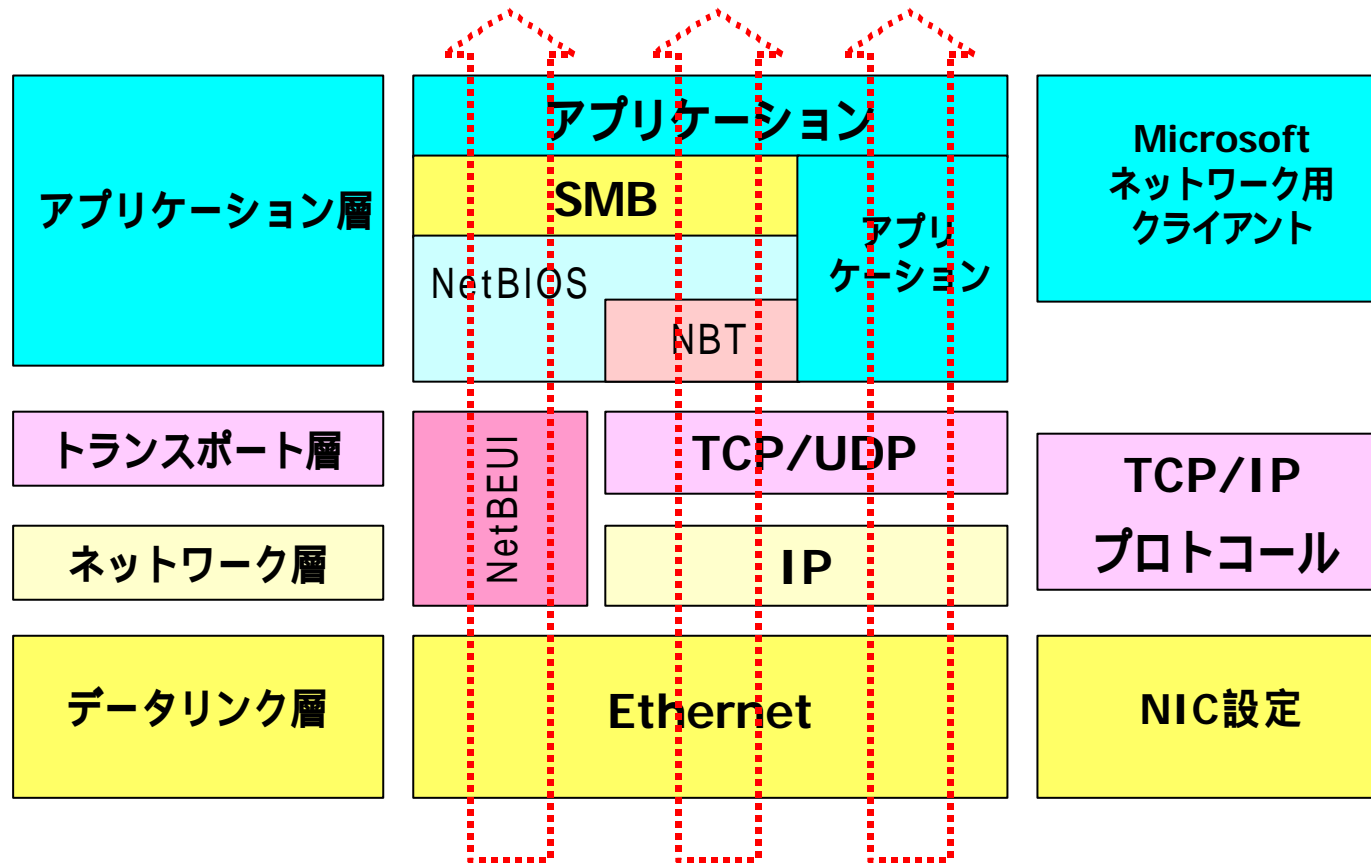 アプリケーション層
アプリケーション
SMB
NetBIOS
NBT
アプリ
ケーション
Microsoft
ネットワーク用
クライアント
トランスポート層
NetBEUI
TCP/UDP
TCP/IP
プロトコール
ネットワーク層
IP
データリンク層
Ethernet
NIC設定